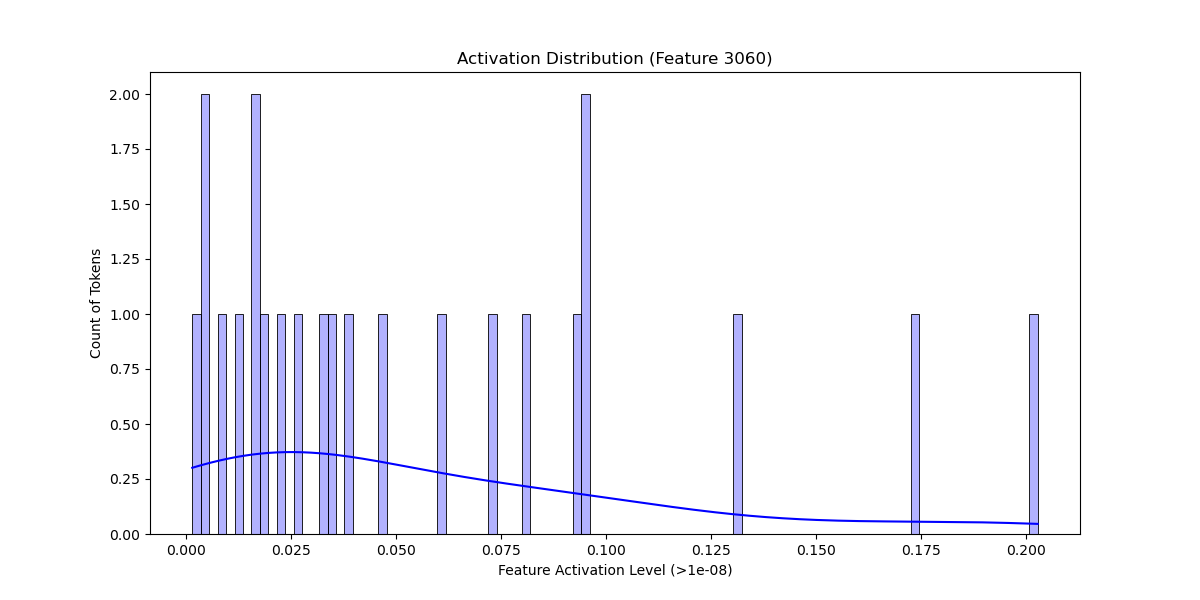 Activation Distribution (Feature 3060)
2.00
1.75
1.50
1.25
1.00
0.75
0.50
0.25
0.00
Count of Tokens
0.000 0.025 0.050 0.075 0.100 0.125 0.150 0.175 0.200
Feature Activation Level (>1e-08)